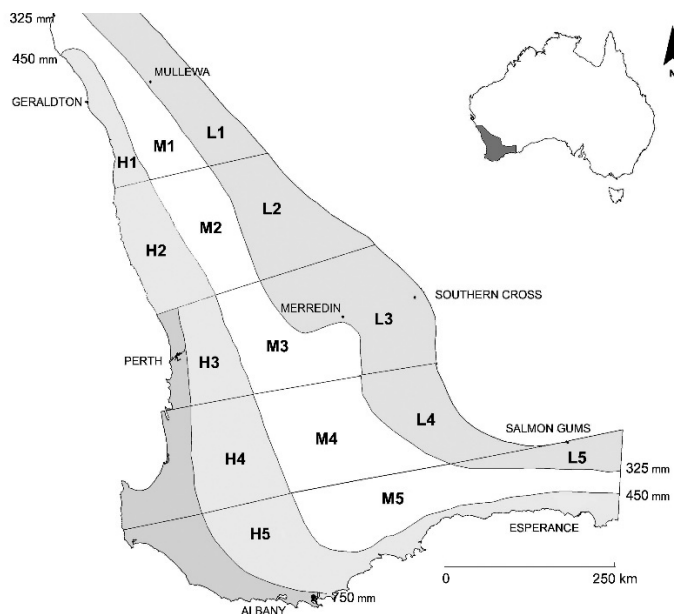 325 mm
450 mm
MULLEWA
GERALDTON
N
H1
M1
L1
H2
M2
L2
SOUTHERN CROSS
MERREDIN
L3
M3
H3
PERTH
L4
M4
H4
SALMON GUMS
L5
325 mm
450 mm
M5
ESPERANCE
H5
0
250 km
750 mm
ALBANY